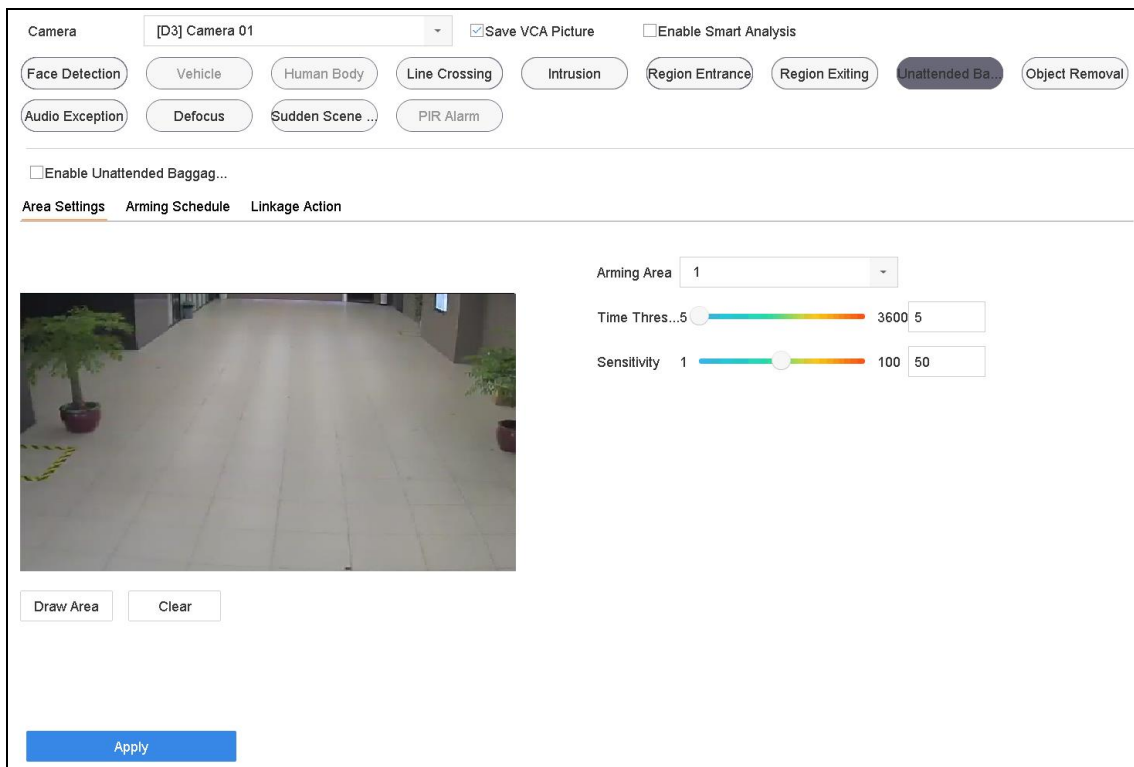 Camera [D3] Camera 01 Save VCA Picture Enable Smart Analysis
Face Detection Vehicle Human Body Line Crossing Intrusion Region Entrance Region Exiting Unattended Ba... Object Removal
Audio Exception Defocus Sudden Scene ... PIR Alarm
Enable Unattended Baggag...
Area Settings Arming Schedule Linkage Action
Arming Area 1
Time Thres...5 3600 5
Sensitivity 1 100 50
Draw Area Clear
Apply